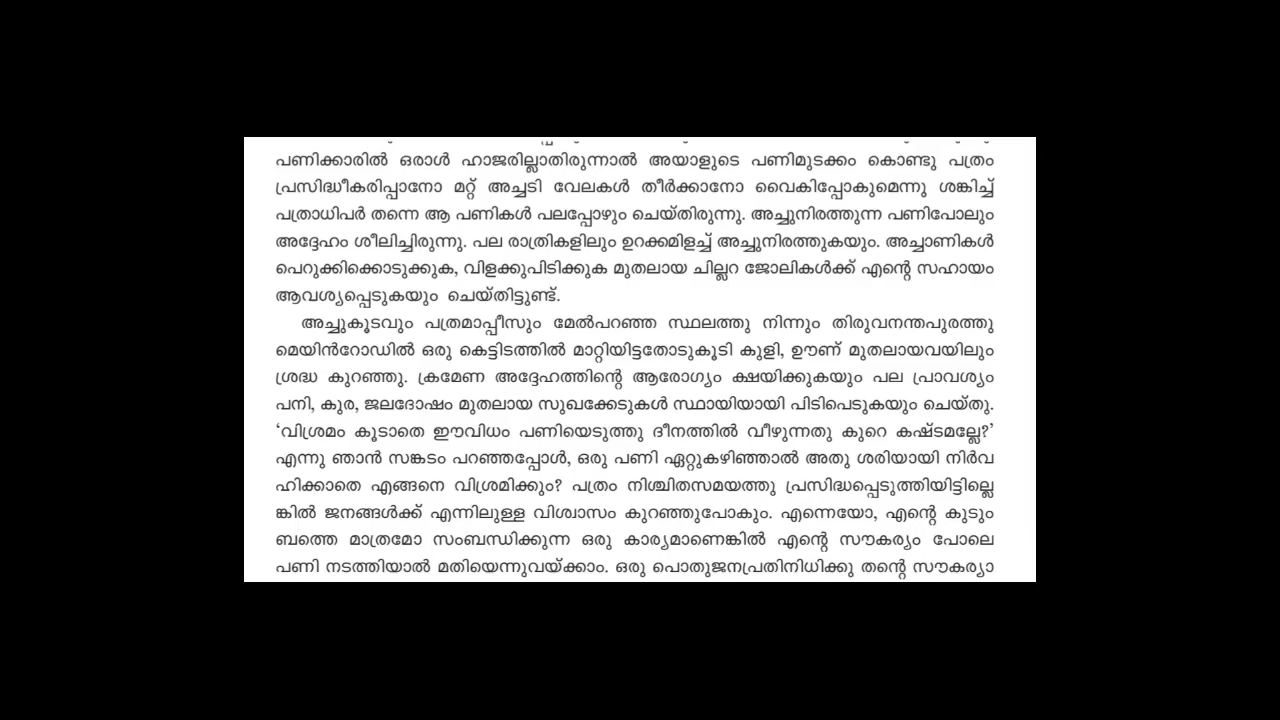 പണിക്കാരിൽ ഒരാൾ ഹാജരില്ലാതിരുന്നാൽ അയാളുടെ പണിമുടക്കം കൊണ്ടു പത്രം
പ്രസിദ്ധീകരിപ്പാനോ മറ്റ് അച്ചടി വേലകൾ തീർക്കാനോ വൈകിപ്പോകുമെന്നു ശങ്കിച്ച്
പത്രാധിപർ തന്നെ ആ പണികൾ പലപ്പോഴും ചെയ്തിരുന്നു. അച്ചുനിരത്തുന്ന പണിപോലും
അദ്ദേഹം ശീലിച്ചിരുന്നു. പല രാത്രികളിലും ഉറക്കമിളച്ച് അച്ചുനിരത്തുകയും. അച്ചാണികൾ
പെറുക്കിക്കൊടുക്കുക, വിളക്കുപിടിക്കുക മുതലായ ചില്ലറ ജോലികൾക്ക് എന്റെ സഹായം
ആവശ്യപ്പെടുകയും ചെയ്തിട്ടുണ്ട്.
അച്ചുകൂടവും പത്രമാപ്പീസും മേൽപറഞ്ഞ സ്ഥലത്തു നിന്നും തിരുവനന്തപുരത്തു
മെയിൻറോഡിൽ ഒരു കെട്ടിടത്തിൽ മാറ്റിയിട്ടതോടുകൂടി കുളി, ഊണ് മുതലായവയിലും
ശ്രദ്ധ കുറഞ്ഞു. ക്രമേണ അദ്ദേഹത്തിന്റെ ആരോഗ്യം ക്ഷയിക്കുകയും പല പ്രാവശ്യം
പനി, കുര, ജലദോഷം മുതലായ സുഖക്കേടുകൾ സ്ഥായിയായി പിടിപെടുകയും ചെയ്തു.
‘വിശ്രമം കൂടാതെ ഈവിധം പണിയെടുത്തു ദീനത്തിൽ വീഴുന്നതു കുറെ കഷ്ടമല്ലേ?’
എന്നു ഞാൻ സങ്കടം പറഞ്ഞപ്പോൾ, ഒരു പണി ഏറ്റുകഴിഞ്ഞാൽ അതു ശരിയായി നിർവ
ഹിക്കാതെ എങ്ങനെ വിശ്രമിക്കും? പത്രം നിശ്ചിതസമയത്തു പ്രസിദ്ധപ്പെടുത്തിയിട്ടില്ലെ
ങ്കിൽ ജനങ്ങൾക്ക് എന്നിലുള്ള വിശ്വാസം കുറഞ്ഞുപോകും. എന്നെയോ, എന്റെ കുടും
ബത്തെ മാത്രമോ സംബന്ധിക്കുന്ന ഒരു കാര്യമാണെങ്കിൽ എന്റെ സൗകര്യം പോലെ
പണി നടത്തിയാൽ മതിയെന്നുവയ്ക്കാം. ഒരു പൊതുജനപ്രതിനിധിക്കു തന്റെ സൗകര്യാ